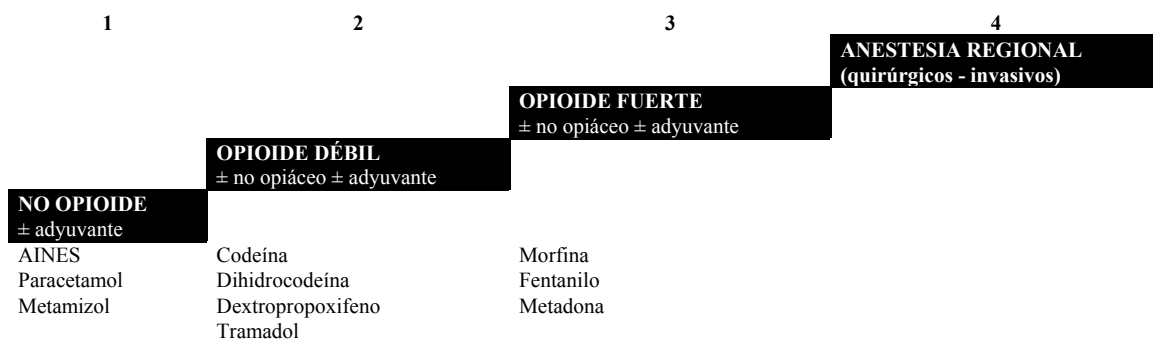 1 2 3 4
ANESTESIA REGIONAL
(quirúrgicos - invasivos)
OPIOIDE FUERTE
± no opiáceo ± adyuvante
OPIOIDE DÉBIL
± no opiáceo ± adyuvante
NO OPIOIDE
± adyuvante
AINES Codeína Morfina
Paracetamol Dihidrocodeína Fentanilo
Metamizol Dextropropoxifeno Metadona
Tramadol